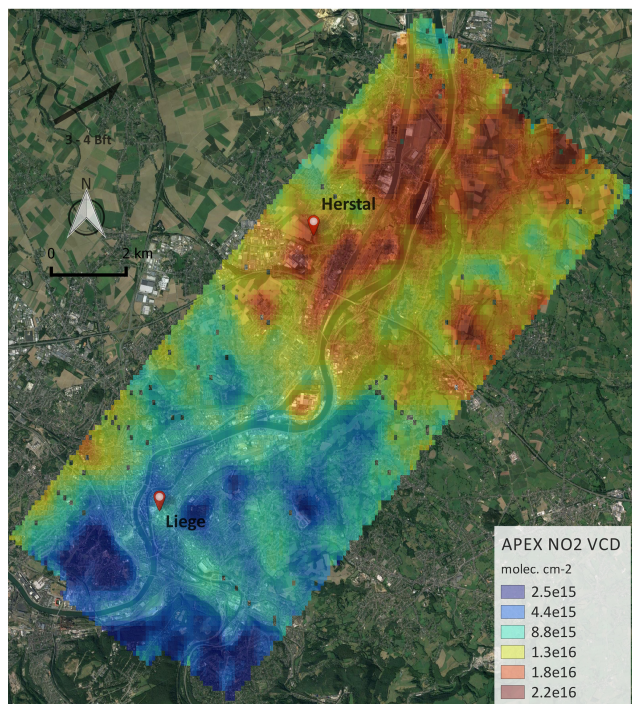 3 - 4 Bft
N
0 2 km
Herstal
Liege
APEX NO2 VCD
molec. cm-2
2.5e15
4.4e15
8.8e15
1.3e16
1.8e16
2.2e16